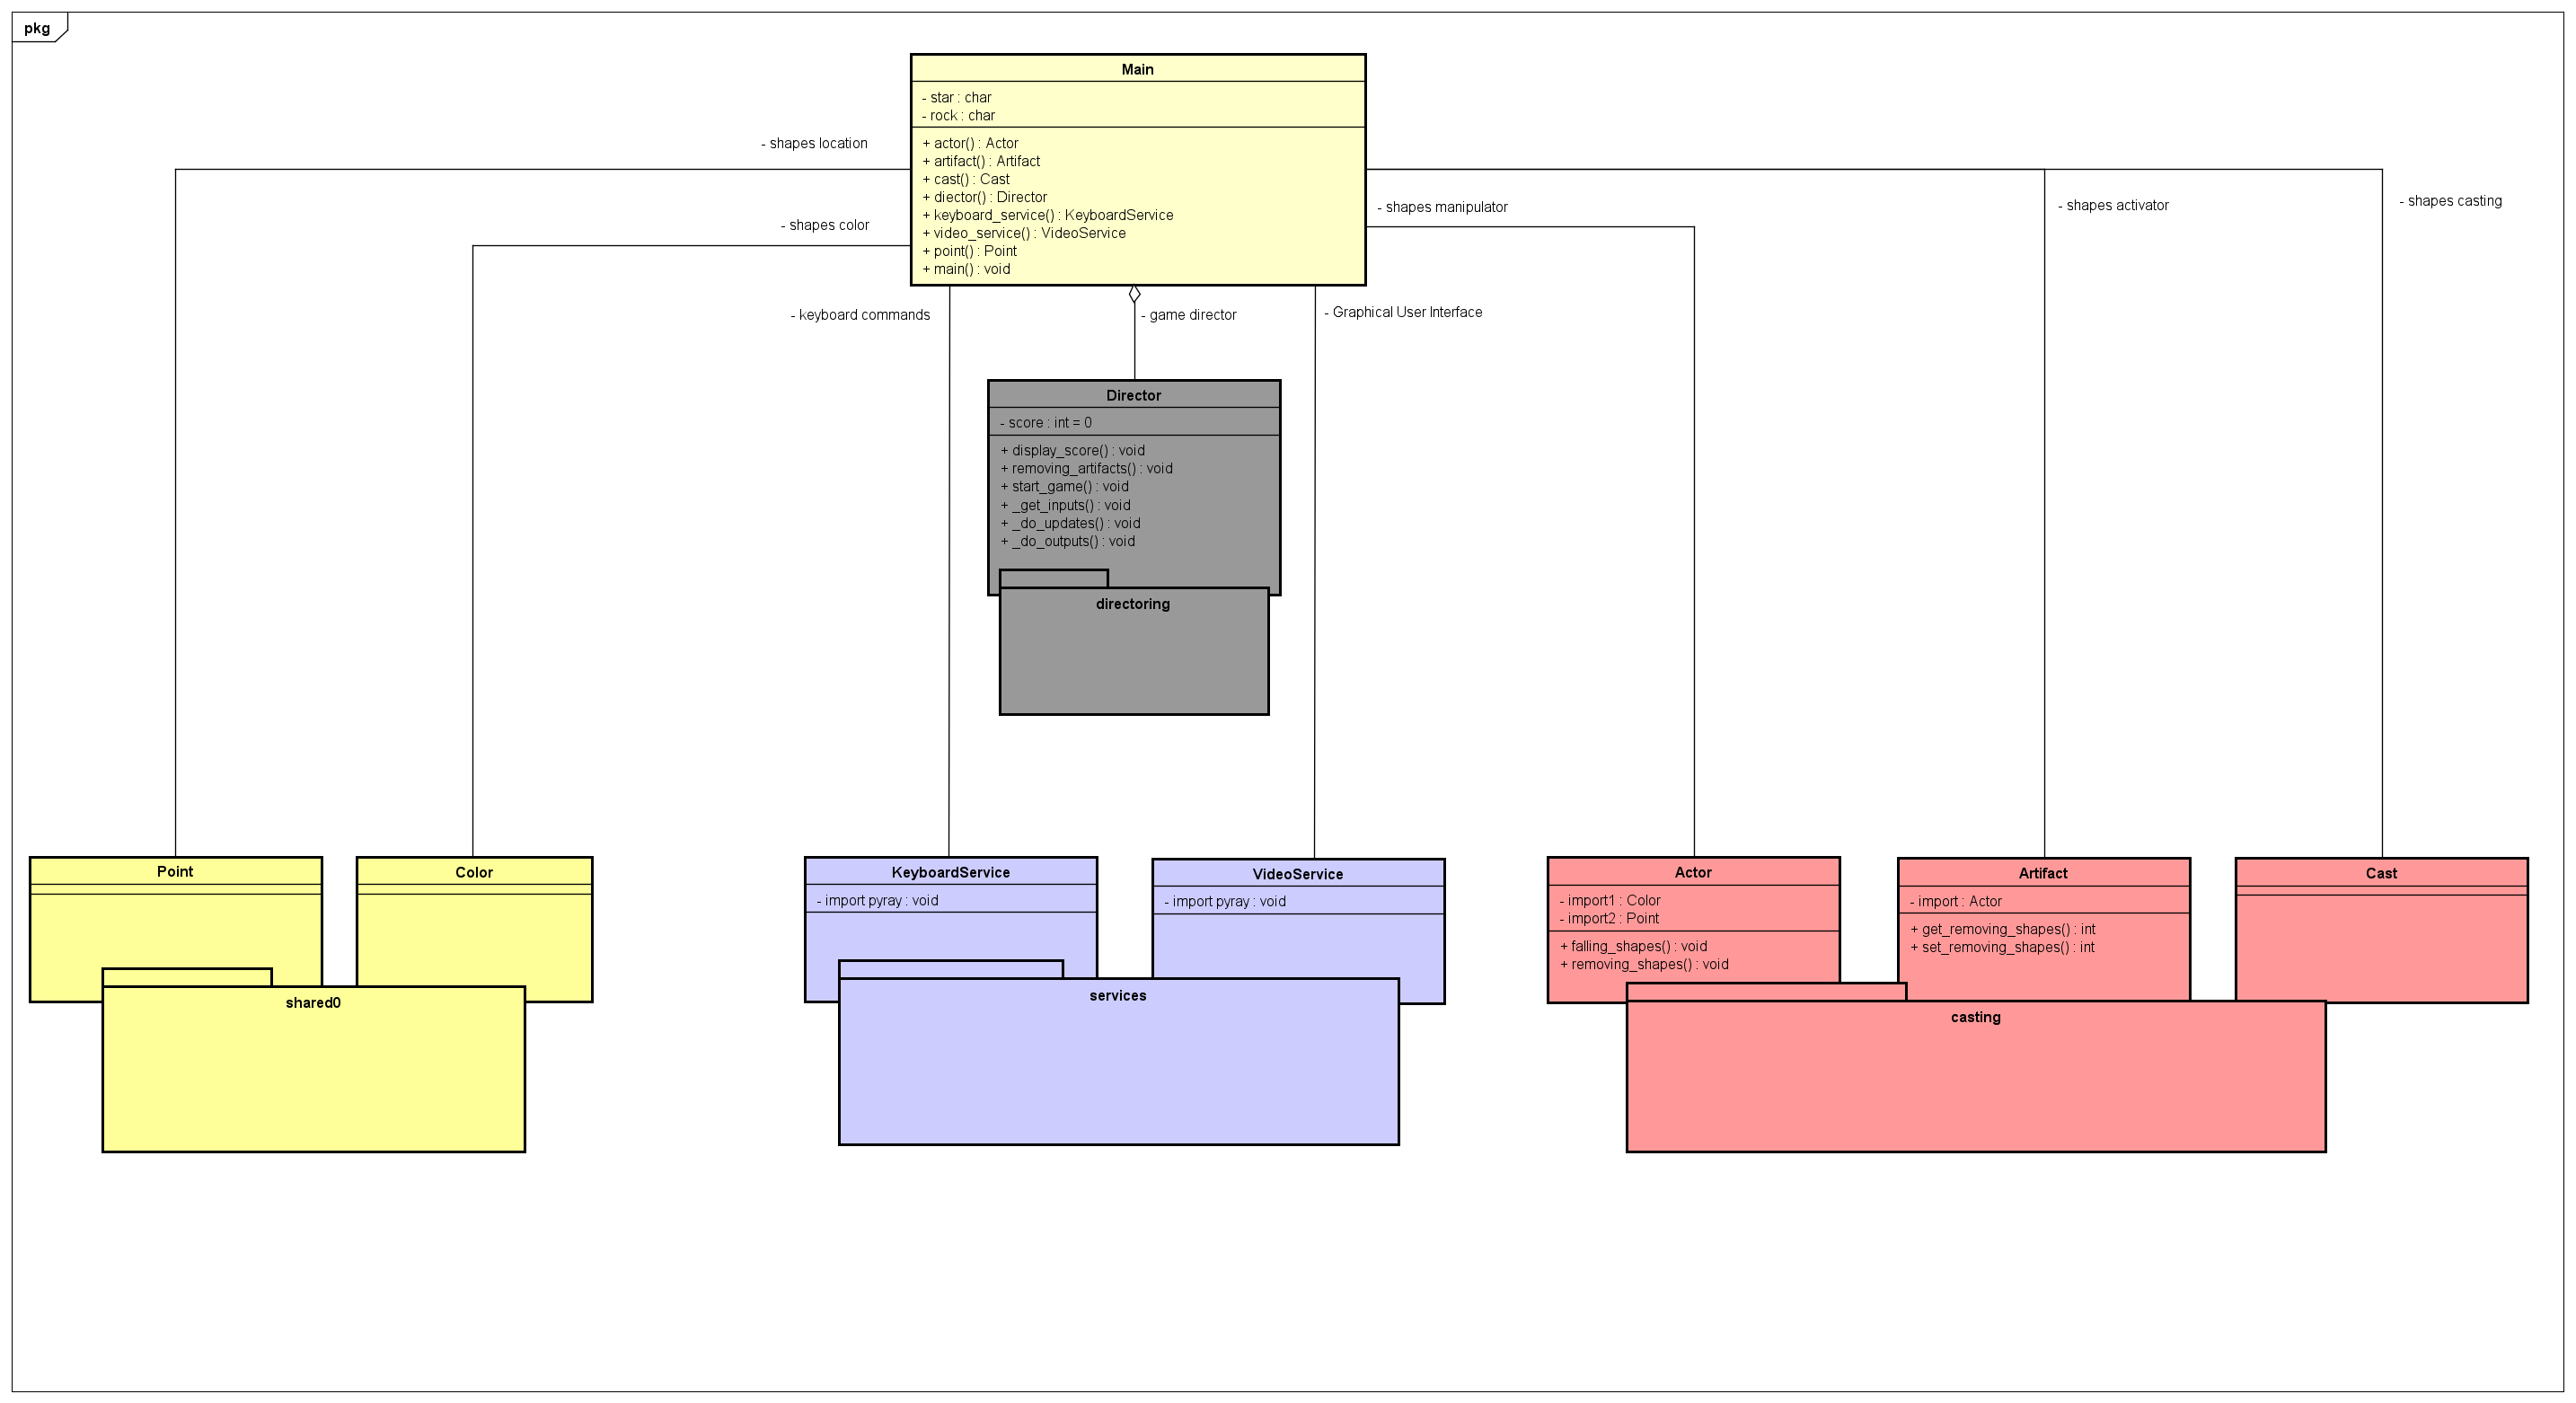 pkg
Main
- star : char
- rock : char
+ actor() : Actor
+ artifact() : Artifact
+ cast() : Cast
+ diector() : Director
+ keyboard_service() : KeyboardService
+ video_service() : VideoService
+ point() : Point
+ main() : void
- shapes location
- shapes color
- shapes manipulator
- shapes activator
- shapes casting
- keyboard commands
- game director
- Graphical User Interface
Director
- score : int = 0
+ display_score() : void
+ removing_artifacts() : void
+ start_game() : void
+ _get_inputs() : void
+ _do_updates() : void
+ _do_outputs() : void
directoring
Point
Color
shared0
KeyboardService
- import pyray : void
VideoService
- import pyray : void
services
Actor
- import1 : Color
- import2 : Point
+ falling_shapes() : void
+ removing_shapes() : void
Artifact
- import : Actor
+ get_removing_shapes() : int
+ set_removing_shapes() : int
Cast
casting